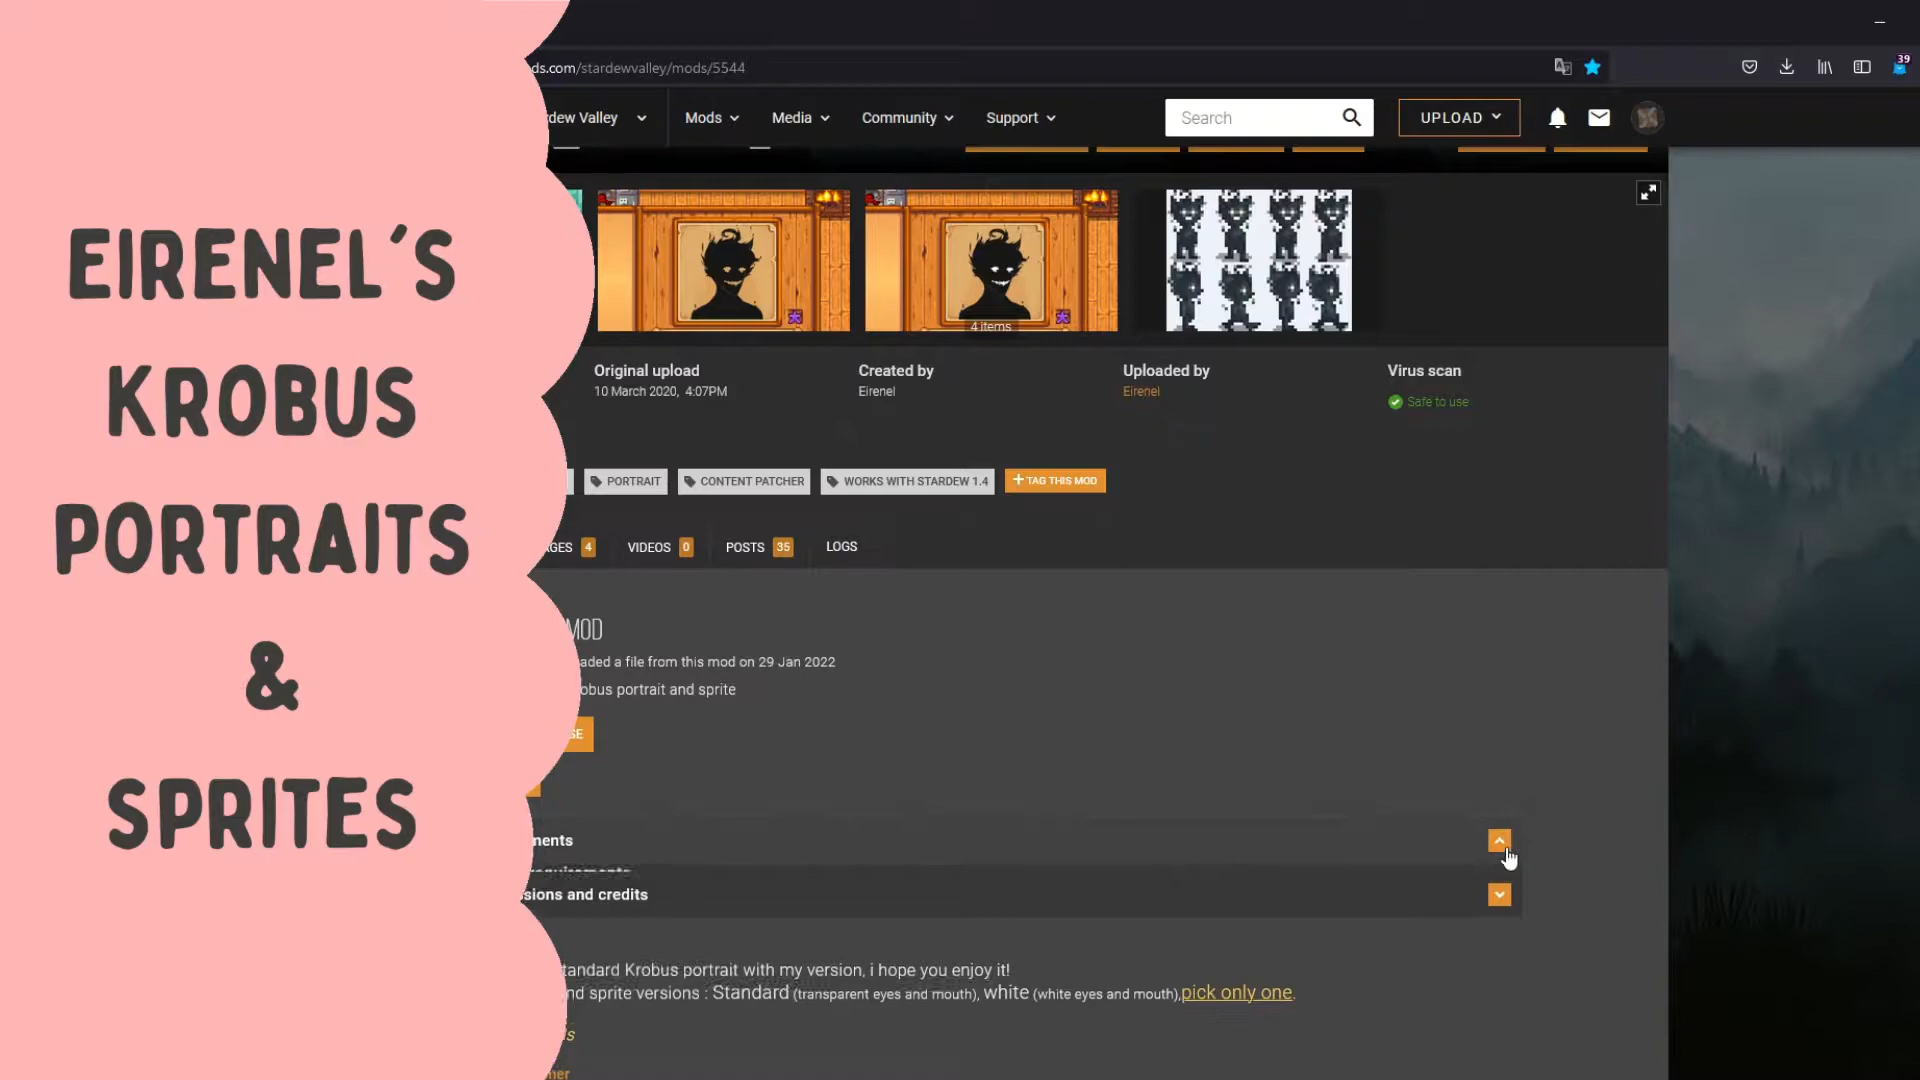 EIRENEL'S
KROBUS
PORTRAITS
&
SPRITES
ds.com/stardewvalley/mods/5544
39
rdew Valley
Mods
Media
Community
Support
Search
UPLOAD
4 items
Original upload
10 March 2020, 4:07PM
Created by
Eirenel
Uploaded by
Eirenel
Virus scan
Safe to use
PORTRAIT
CONTENT PATCHER
WORKS WITH STARDEW 1.4
+ TAG THIS MOD
GES 4
VIDEOS 0
POSTS 35
LOGS
MOD
aded a file from this mod on 29 Jan 2022
obus portrait and sprite
SE
nents
sions and credits
tandard Krobus portrait with my version, i hope you enjoy it!
nd sprite versions : Standard (transparent eyes and mouth), white (white eyes and mouth),pick only one.